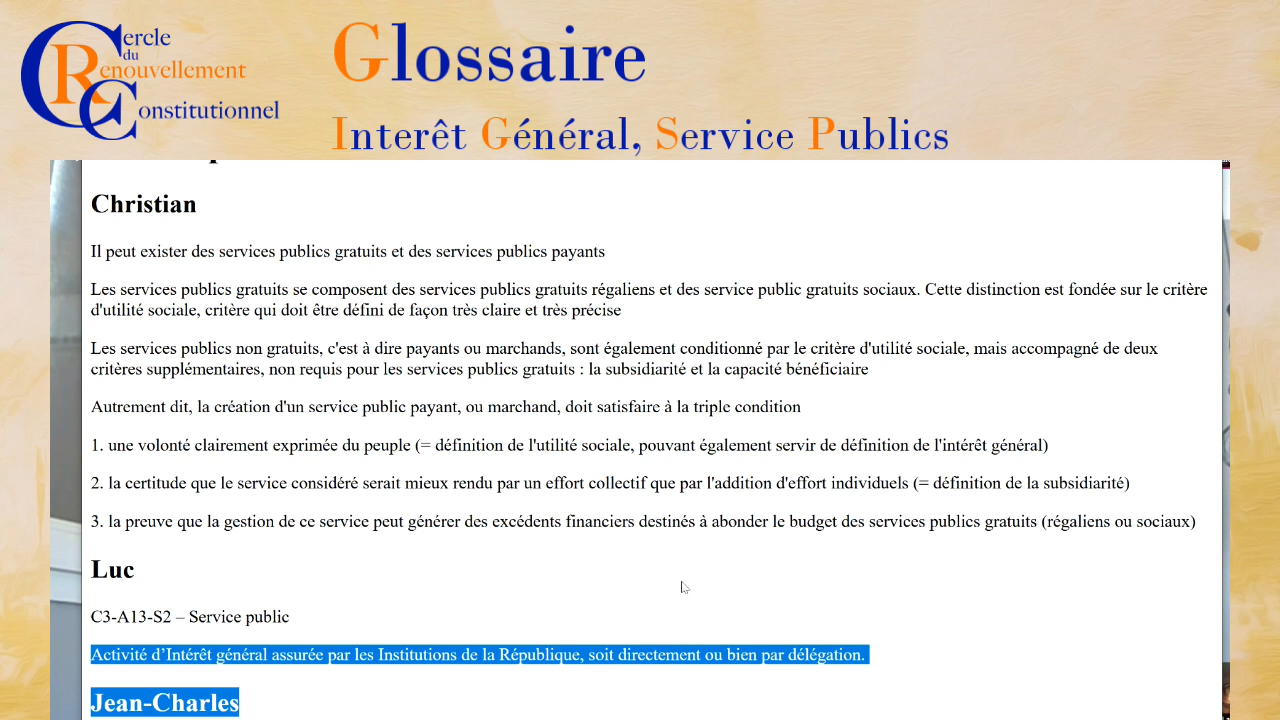 Cercle
du
Renouvellement
Constitutionnel
Glossaire
Interêt Général, Service Publics
Christian
Il peut exister des services publics gratuits et des services publics payants
Les services publics gratuits se composent des services publics gratuits régaliens et des service public gratuits sociaux. Cette distinction est fondée sur le critère
d'utilité sociale, critère qui doit être défini de façon très claire et très précise
Les services publics non gratuits, c'est à dire payants ou marchands, sont également conditionné par le critère d'utilité sociale, mais accompagné de deux
critères supplémentaires, non requis pour les services publics gratuits : la subsidiarité et la capacité bénéficiaire
Autrement dit, la création d'un service public payant, ou marchand, doit satisfaire à la triple condition
1. une volonté clairement exprimée du peuple (= définition de l'utilité sociale, pouvant également servir de définition de l'intérêt général)
2. la certitude que le service considéré serait mieux rendu par un effort collectif que par l'addition d'effort individuels (= définition de la subsidiarité)
3. la preuve que la gestion de ce service peut générer des excédents financiers destinés à abonder le budget des services publics gratuits (régaliens ou sociaux)
Luc
C3-A13-S2 – Service public
Activité d’Intérêt général assurée par les Institutions de la République, soit directement ou bien par délégation.
Jean-Charles